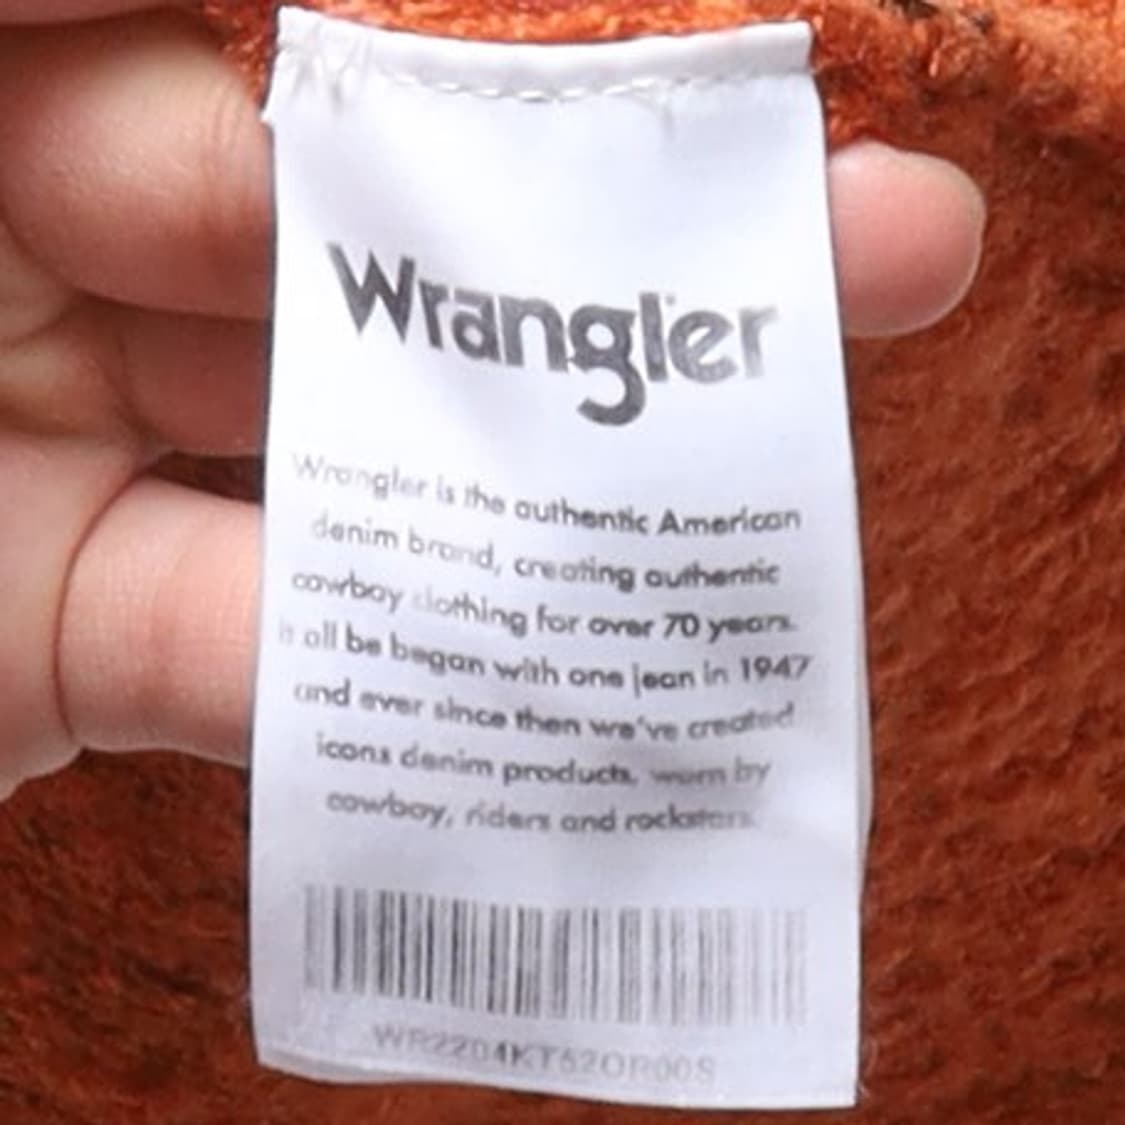 Wrangler
Wrangler is the authentic American
denim brand, creating authentic
cowboy clothing for over 70 years.
It all be began with one jean in 1947
and ever since then we've created
icons denim products, worn by
cowboy, riders and rockstars.
WR2204KT52OR00S